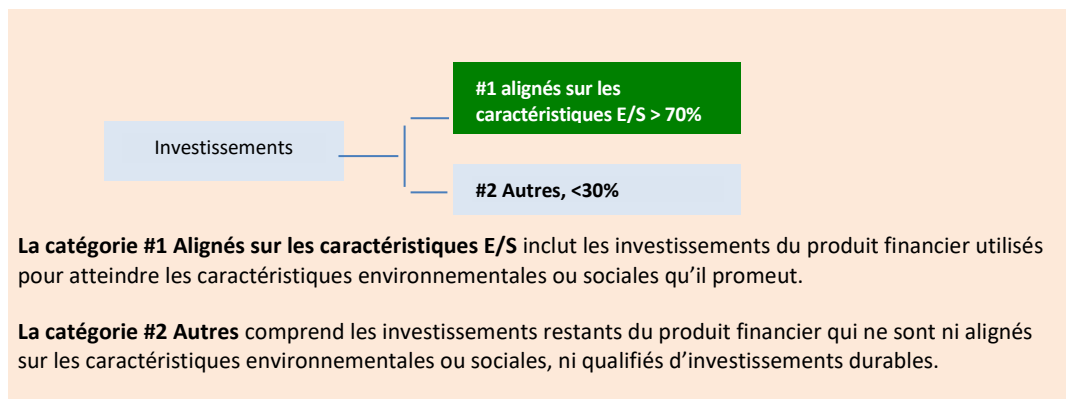 #1 alignés sur les
caractéristiques E/S > 70%
Investissements
#2 Autres, <30%
La catégorie #1 Alignés sur les caractéristiques E/S inclut les investissements du produit financier utilisés
pour atteindre les caractéristiques environnementales ou sociales qu’il promeut.
La catégorie #2 Autres comprend les investissements restants du produit financier qui ne sont ni alignés
sur les caractéristiques environnementales ou sociales, ni qualifiés d’investissements durables.